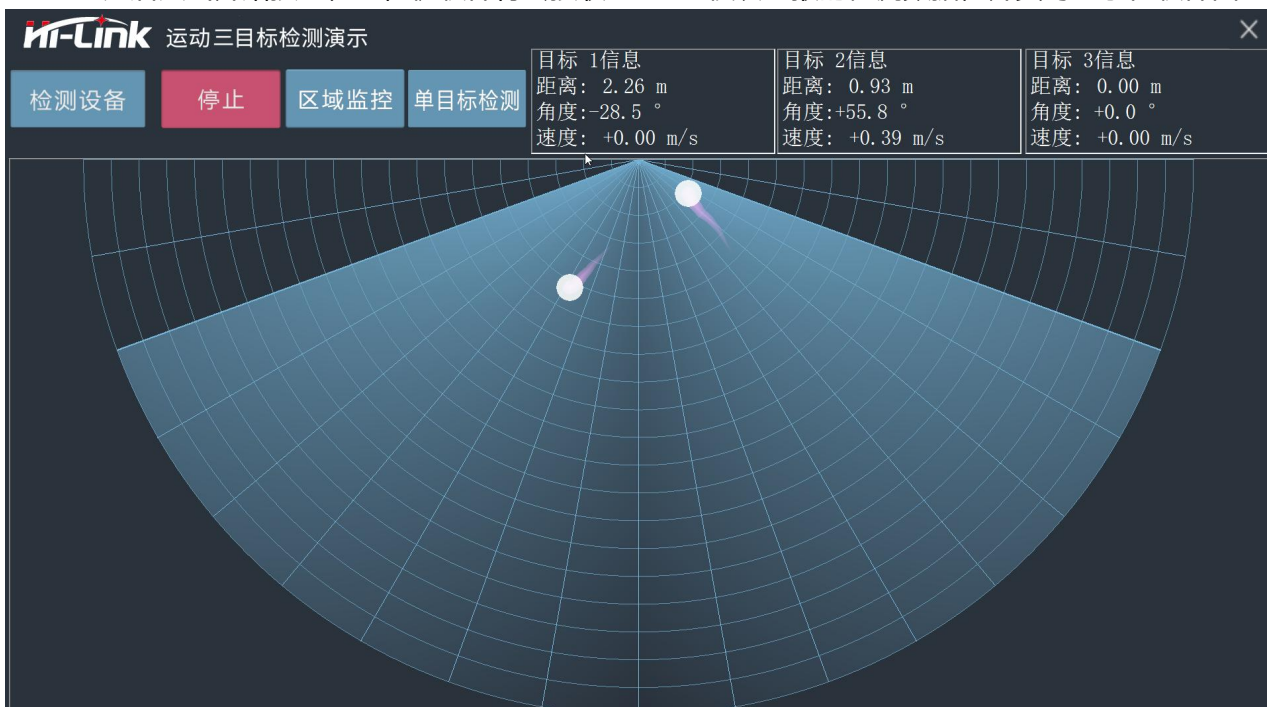 Hi-Link 运动三目标检测演示
检测设备
停止
区域监控
单目标检测
目标 1信息
距离: 2.26 m
角度:-28.5 °
速度: +0.00 m/s
目标 2信息
距离: 0.93 m
角度:+55.8 °
速度: +0.39 m/s
目标 3信息
距离: 0.00 m
角度: +0.0 °
速度: +0.00 m/s